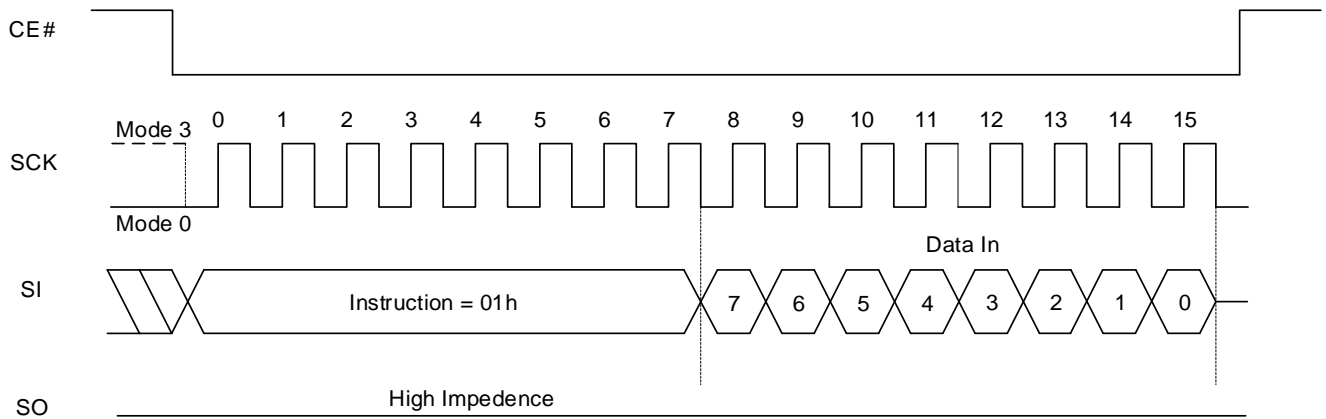 CE#
Mode 3
0 1 2 3 4 5 6 7 8 9 10 11 12 13 14 15
SCK
Mode 0
Data In
SI
Instruction = 01h
7 6 5 4 3 2 1 0
High Impedence
SO